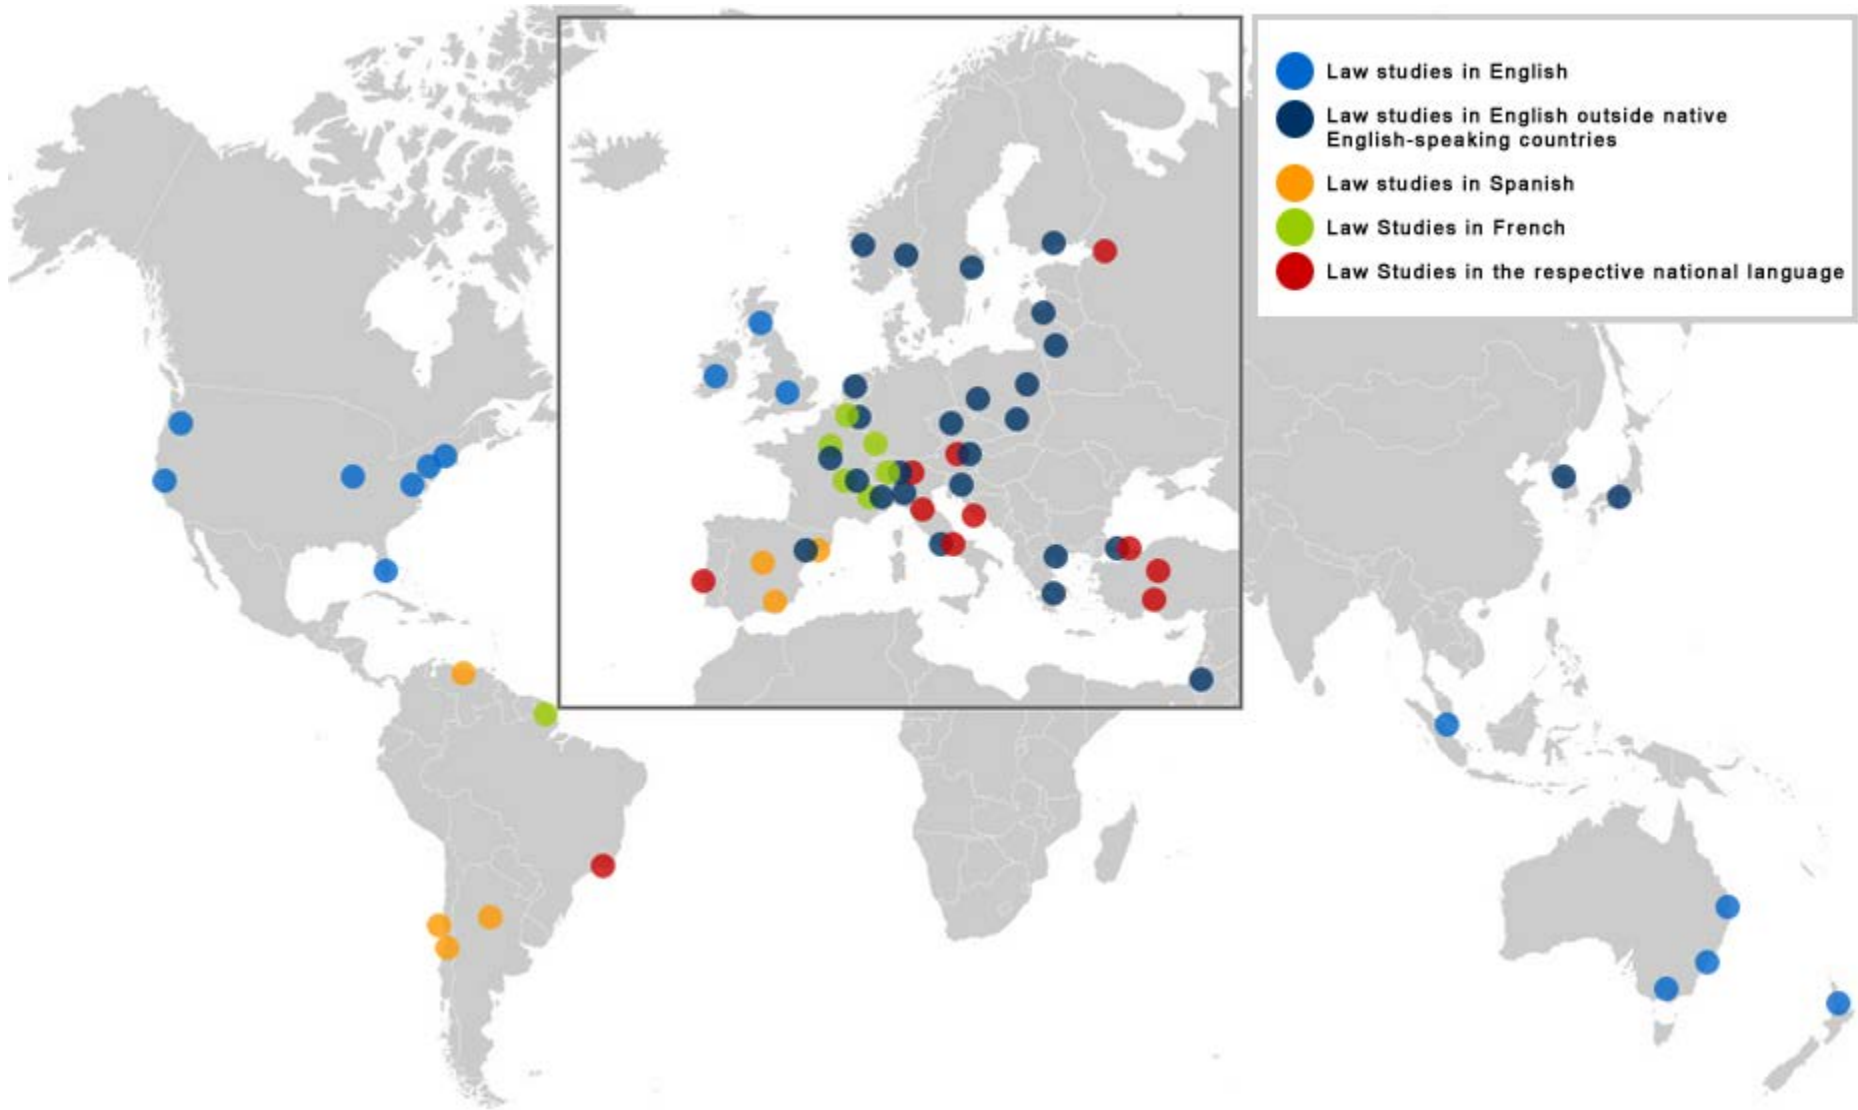 Law studies in English
Law studies in English outside native
English-speaking countries
Law studies in Spanish
Law Studies in French
Law Studies in the respective national language